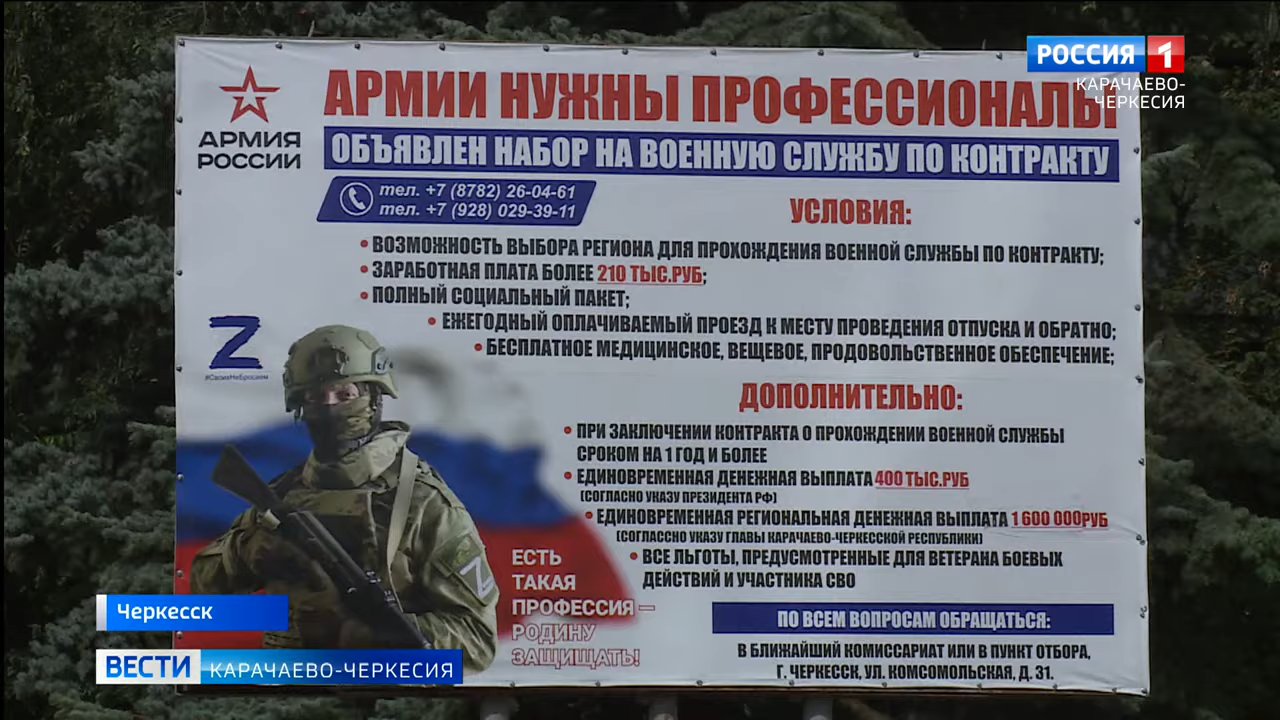 РОССИЯ 1
КАРАЧАЕВО-
ЧЕРКЕСИЯ
АРМИЯ
РОССИИ
АРМИИ НУЖНЫ ПРОФЕССИОНАЛЫ
ОБЪЯВЛЕН НАБОР НА ВОЕННУЮ СЛУЖБУ ПО КОНТРАКТУ
тел. +7 (8782) 26-04-61
тел. +7 (928) 029-39-11
УСЛОВИЯ:
• ВОЗМОЖНОСТЬ ВЫБОРА РЕГИОНА ДЛЯ ПРОХОЖДЕНИЯ ВОЕННОЙ СЛУЖБЫ ПО КОНТРАКТУ;
• ЗАРАБОТНАЯ ПЛАТА БОЛЕЕ 210 ТЫС.РУБ;
• ПОЛНЫЙ СОЦИАЛЬНЫЙ ПАКЕТ;
• ЕЖЕГОДНЫЙ ОПЛАЧИВАЕМЫЙ ПРОЕЗД К МЕСТУ ПРОВЕДЕНИЯ ОТПУСКА И ОБРАТНО;
• БЕСПЛАТНОЕ МЕДИЦИНСКОЕ, ВЕЩЕВОЕ, ПРОДОВОЛЬСТВЕННОЕ ОБЕСПЕЧЕНИЕ;
Z
#СвоихНеБросаем
ДОПОЛНИТЕЛЬНО:
• ПРИ ЗАКЛЮЧЕНИИ КОНТРАКТА О ПРОХОЖДЕНИИ ВОЕННОЙ СЛУЖБЫ
СРОКОМ НА 1 ГОД И БОЛЕЕ
• ЕДИНОВРЕМЕННАЯ ДЕНЕЖНАЯ ВЫПЛАТА 400 ТЫС.РУБ
(СОГЛАСНО УКАЗУ ПРЕЗИДЕНТА РФ)
• ЕДИНОВРЕМЕННАЯ РЕГИОНАЛЬНАЯ ДЕНЕЖНАЯ ВЫПЛАТА 1 600 000РУБ
(СОГЛАССНО УКАЗУ ГЛАВЫ КАРАЧАЕВО-ЧЕРКЕССКОЙ РЕСПУБЛИКИ)
• ВСЕ ЛЬГОТЫ, ПРЕДУСМОТРЕННЫЕ ДЛЯ ВЕТЕРАНА БОЕВЫХ
ДЕЙСТВИЙ И УЧАСТНИКА СВО
Z
ЕСТЬ
ТАКАЯ
ПРОФЕССИЯ —
РОДИНУ
ЗАЩИЩАТЬ!
ПО ВСЕМ ВОПРОСАМ ОБРАЩАТЬСЯ:
В БЛИЖАЙШИЙ КОМИССАРИАТ ИЛИ В ПУНКТ ОТБОРА,
Г. ЧЕРКЕССК, УЛ. КОМСОМОЛЬСКАЯ, Д. 31.
Черкесск
ВЕСТИ КАРАЧАЕВО-ЧЕРКЕСИЯ